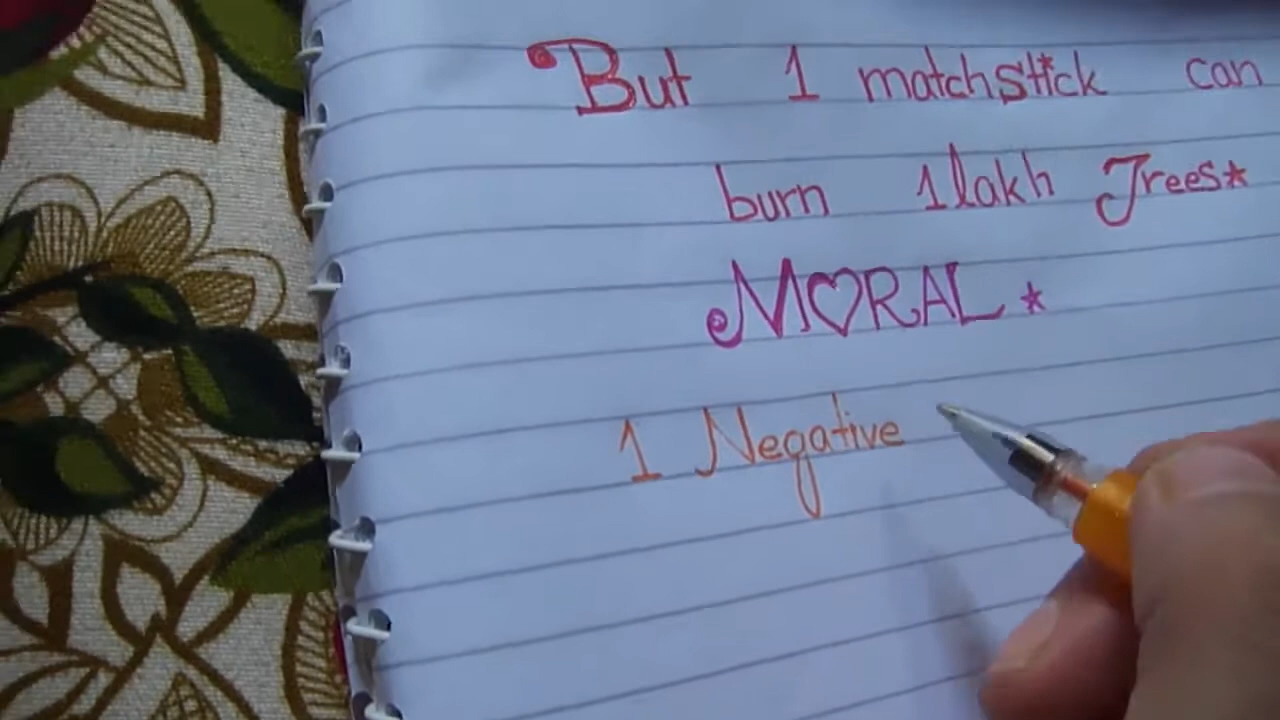 But 1 matchstick can
burn 1lakh Trees*
MORAL *
1 Negative